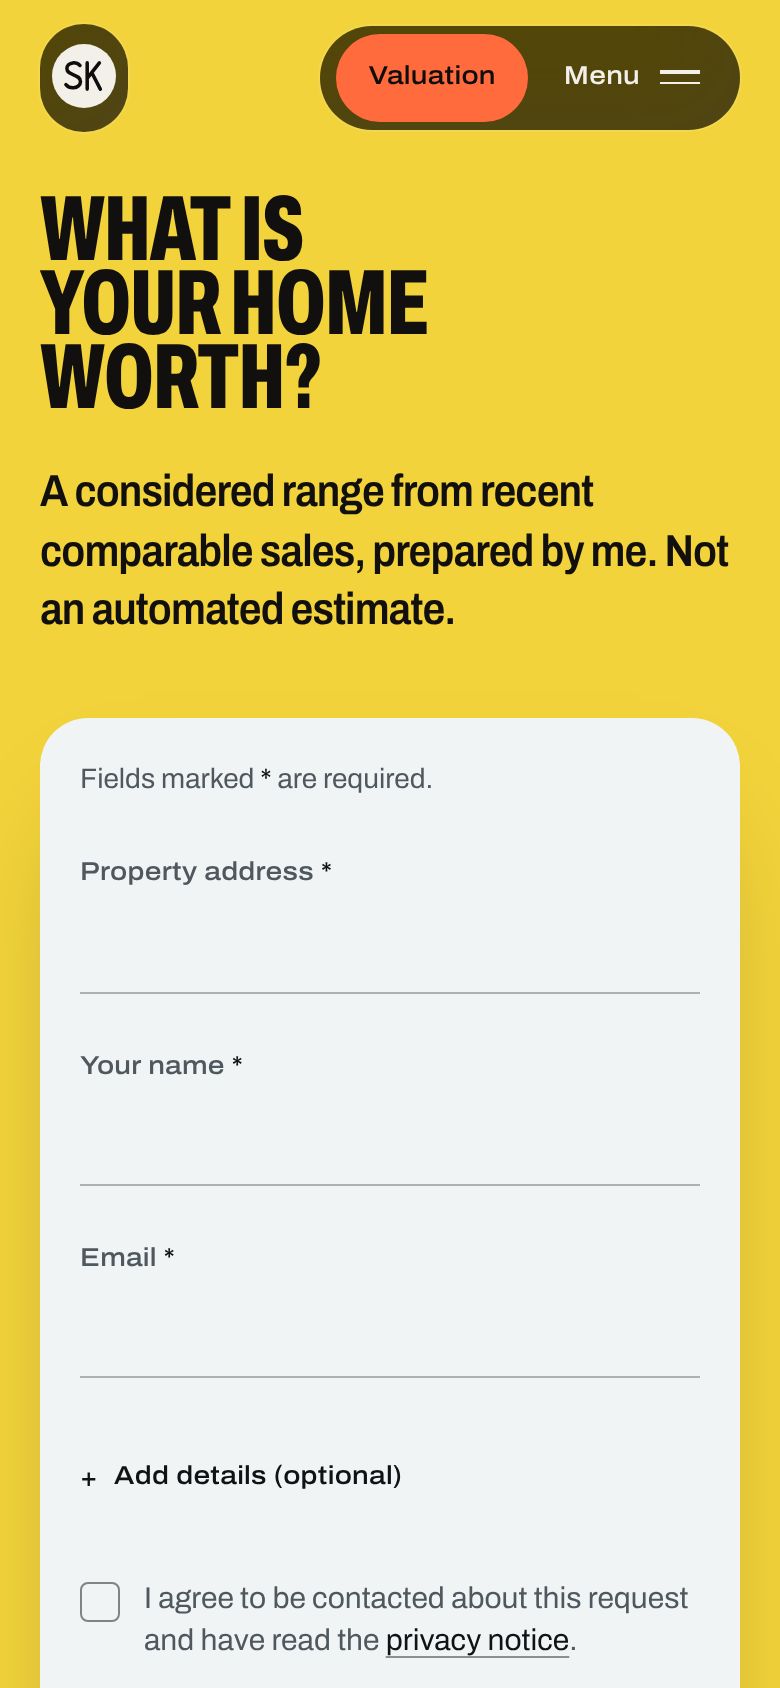 SK
Valuation
Menu
WHAT IS
YOUR HOME
WORTH?
A considered range from recent
comparable sales, prepared by me. Not
an automated estimate.
Fields marked * are required.
Property address *
Your name *
Email *
+ Add details (optional)
I agree to be contacted about this request
and have read the privacy notice.